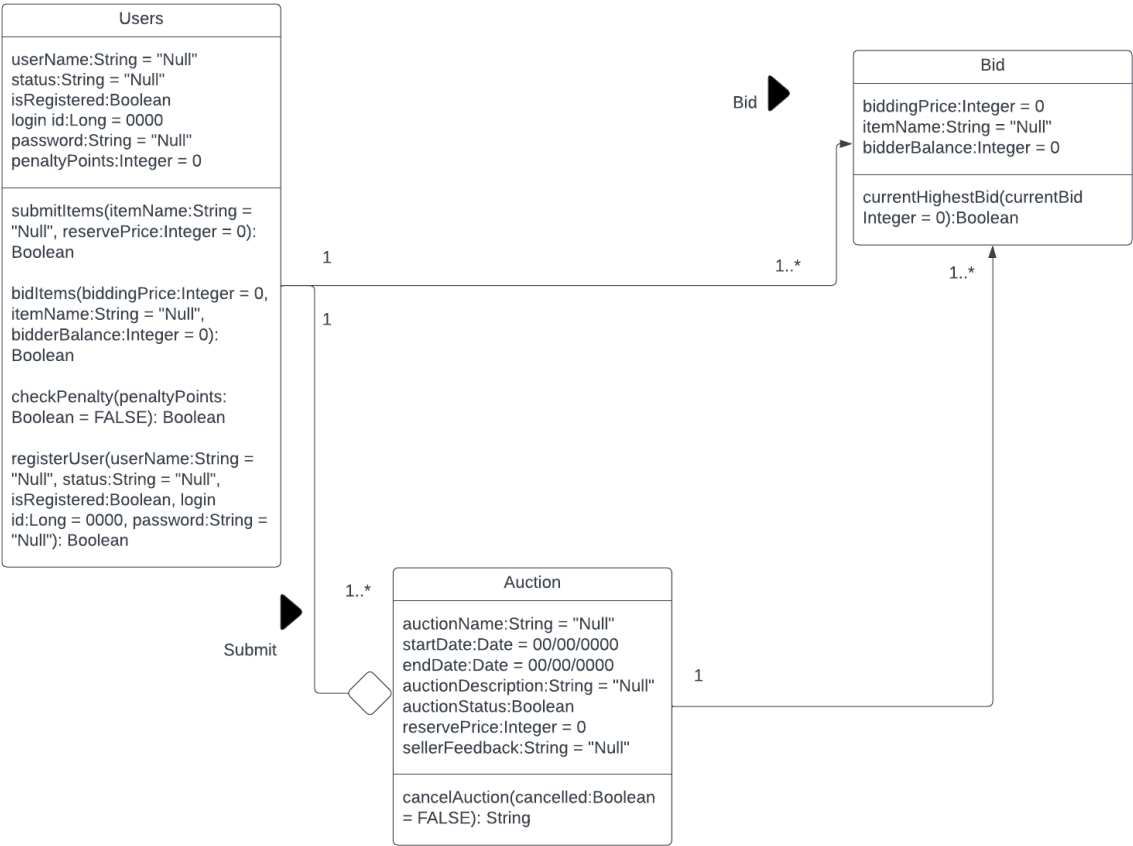 Users
userName:String = "Null"
status:String = "Null"
isRegistered:Boolean
login id:Long = 0000
password:String = "Null"
penaltyPoints:Integer = 0
submitItems(itemName:String =
"Null", reservePrice:Integer = 0):
Boolean
bidItems(biddingPrice:Integer = 0,
itemName:String = "Null",
bidderBalance:Integer = 0):
Boolean
checkPenalty(penaltyPoints:
Boolean = FALSE): Boolean
registerUser(userName:String =
"Null", status:String = "Null",
isRegistered:Boolean, login
id:Long = 0000, password:String =
"Null"): Boolean
Bid
Bid
biddingPrice:Integer = 0
itemName:String = "Null"
bidderBalance:Integer = 0
currentHighestBid(currentBid
Integer = 0):Boolean
1
1..*
1..*
1
1..*
Submit
Auction
auctionName:String = "Null"
startDate:Date = 00/00/0000
endDate:Date = 00/00/0000
auctionDescription:String = "Null"
auctionStatus:Boolean
reservePrice:Integer = 0
sellerFeedback:String = "Null"
cancelAuction(cancelled:Boolean
= FALSE): String
1